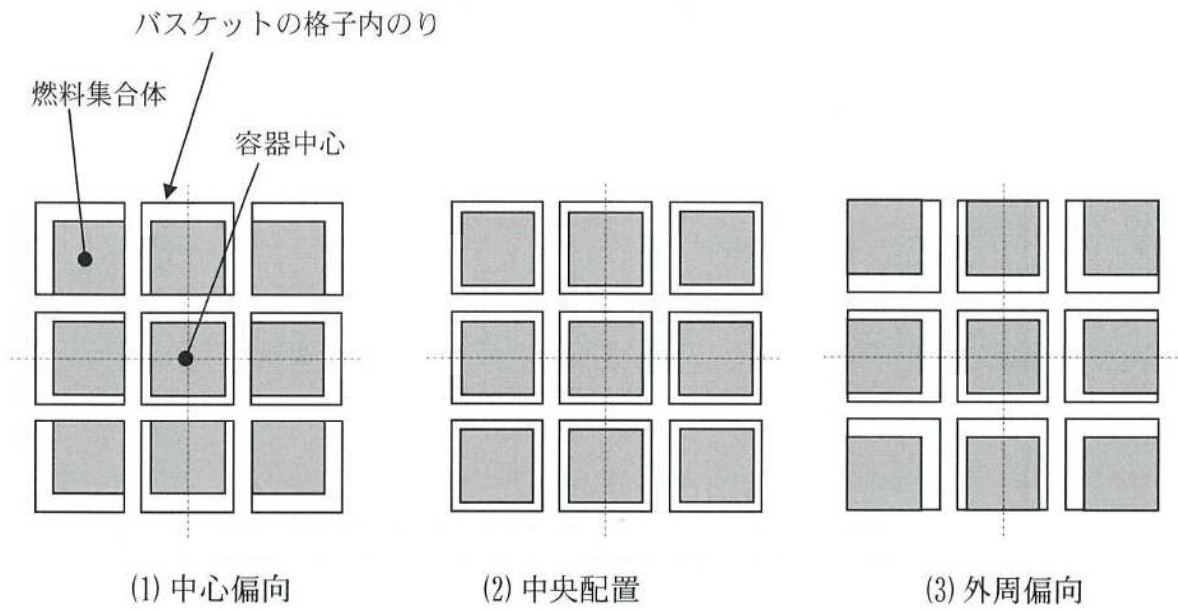 バスケットの格子内のり
燃料集合体
容器中心
(1) 中心偏向
(2) 中央配置
(3) 外周偏向